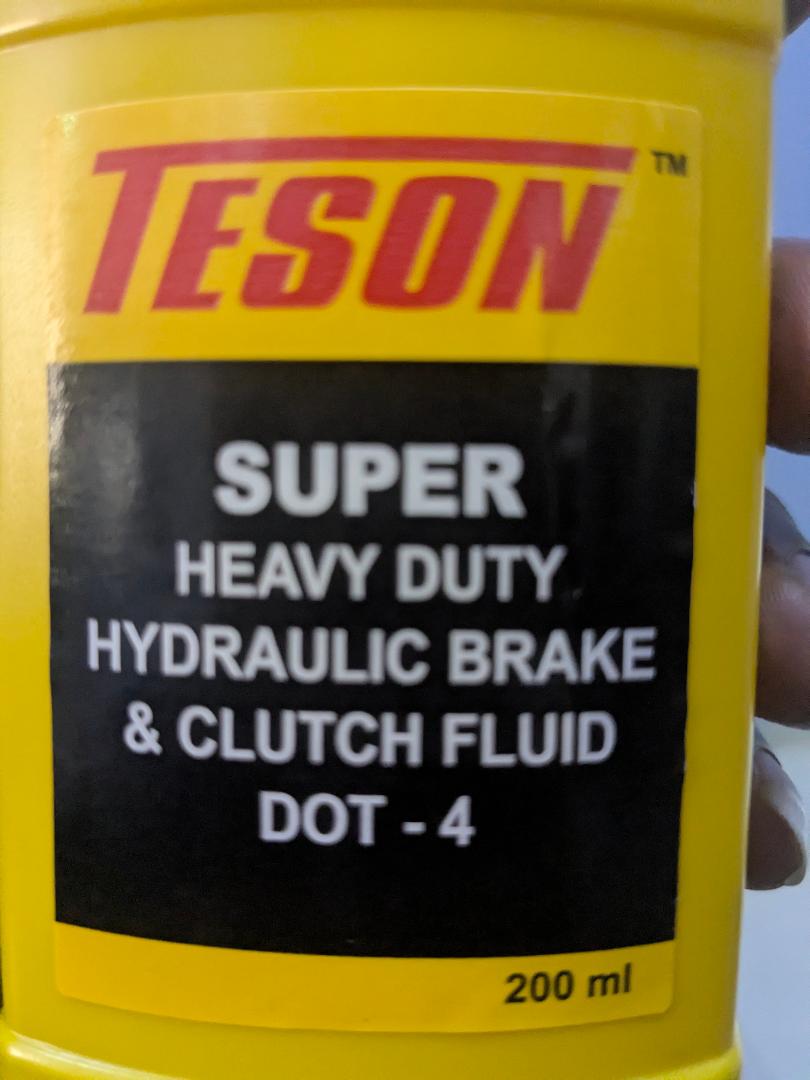 TESON ™
SUPER
HEAVY DUTY
HYDRAULIC BRAKE
& CLUTCH FLUID
DOT - 4
200 ml